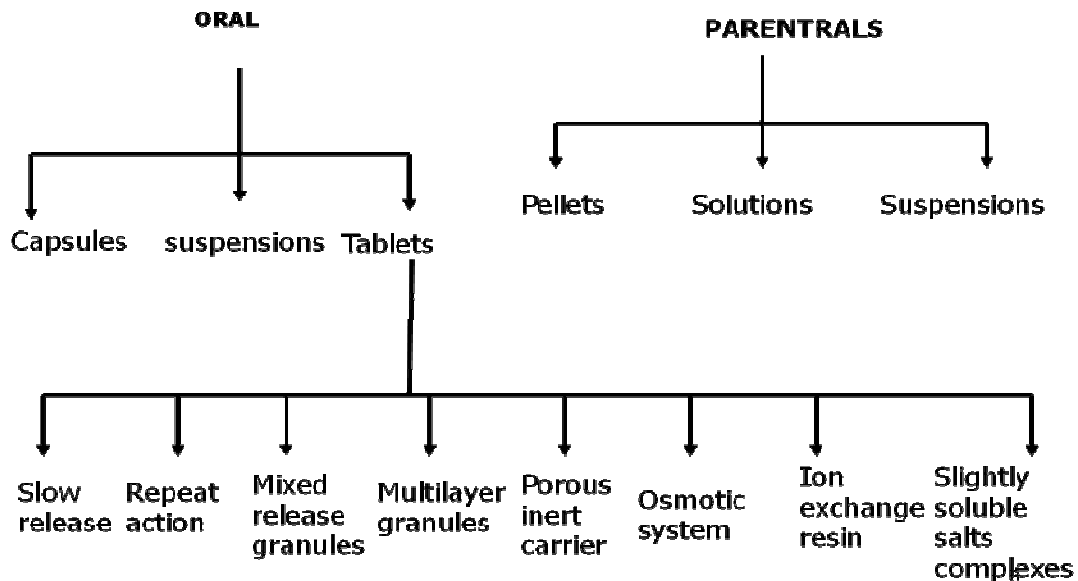 ORAL
PARENTRALS
Capsules
suspensions
Tablets
Pellets
Solutions
Suspensions
Slow
release
Repeat
action
Mixed
release
granules
Multilayer
granules
Porous
inert
carrier
Osmotic
system
Ion
exchange
resin
Slightly
soluble
salts
complexes